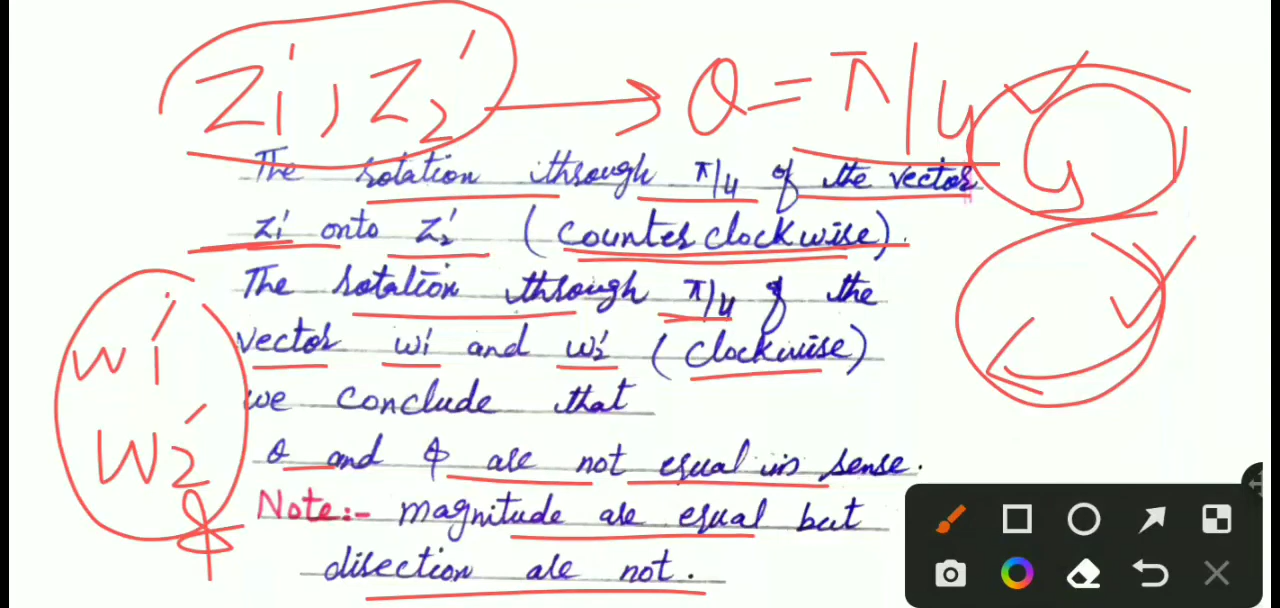 z₁', z₂' → θ = π/4
The rotation through π/4 of the vector
z₁' onto z₂' (counterclockwise).
The rotation through π/4 of the
vector w₁' and w₂' (clockwise)
we conclude that
θ and φ are not equal in sense.
Note:- magnitude are equal but
direction are not.
w₁'
w₂'
φ